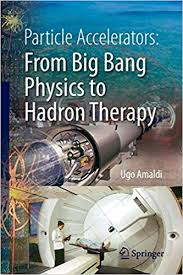 Particle Accelerators:
From Big Bang
Physics to
Hadron Therapy
Ugo Amaldi
Springer